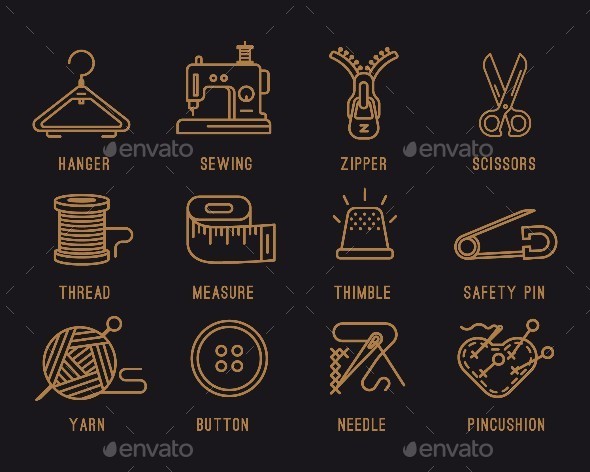 Z
HANGER SEWING ZIPPER SCISSORS
envato envato
THREAD MEASURE THIMBLE SAFETY PIN
YARN BUTTON NEEDLE PINCUSHION
envato envato